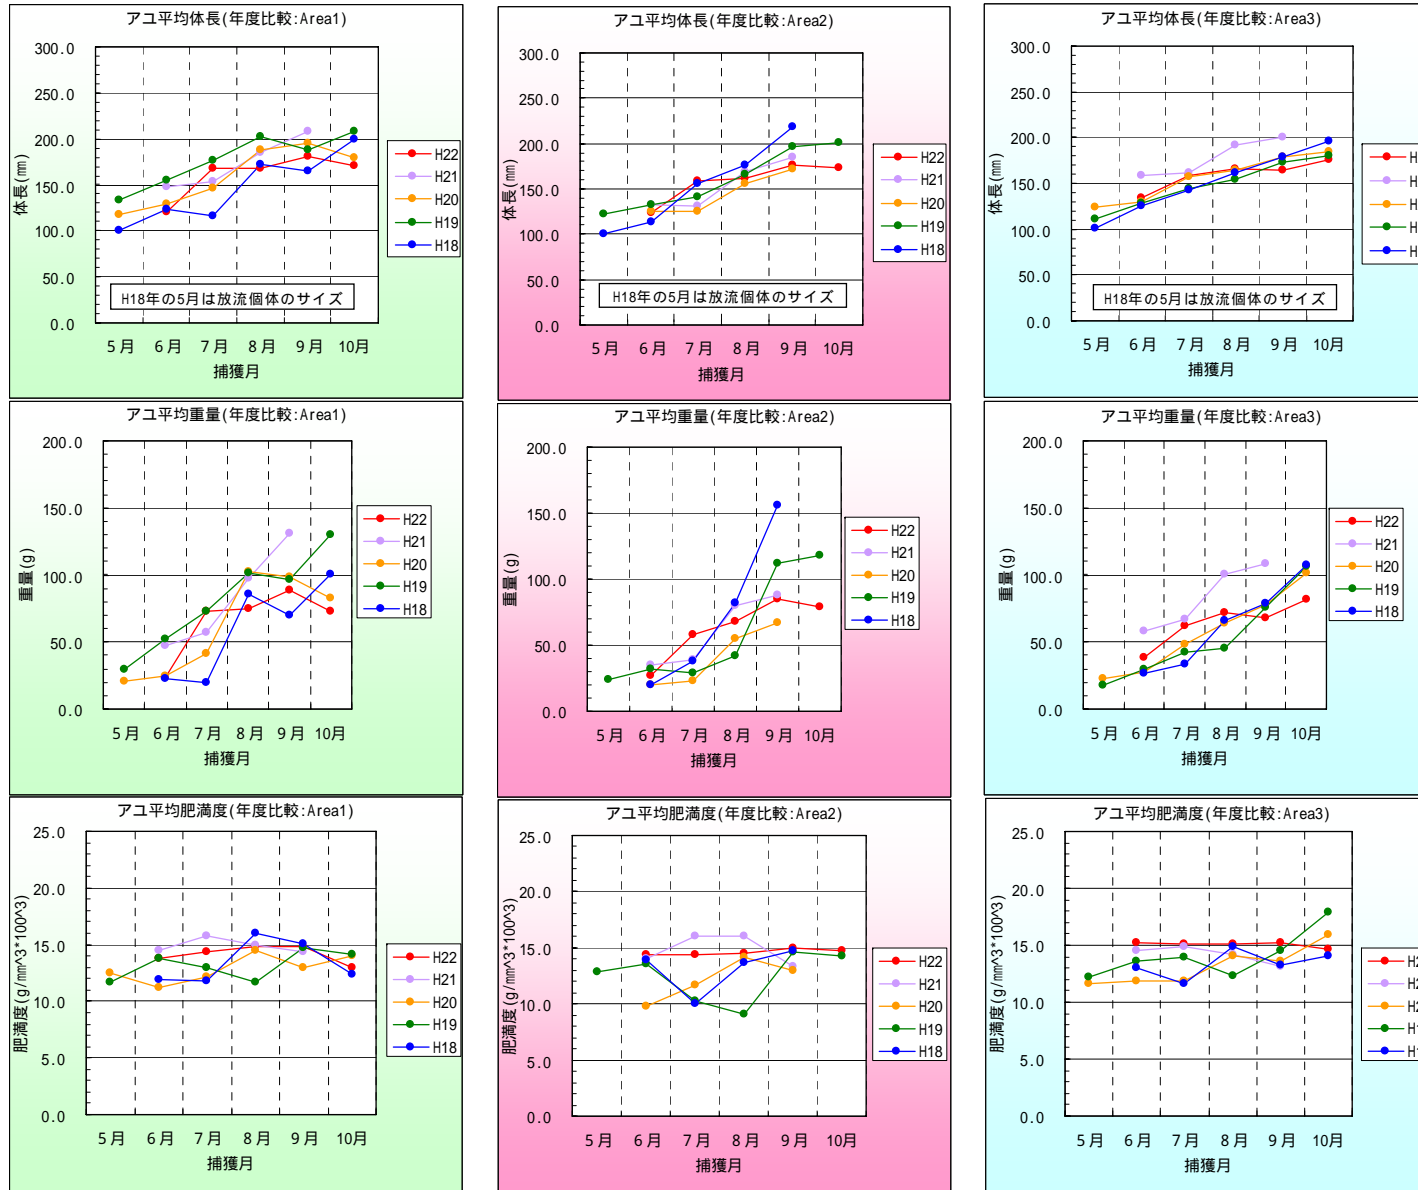 アユ平均体長(年度比較:Area1)
300.0
250.0
200.0
150.0
100.0
50.0
0.0
体長(㎜)
5月 6月 7月 8月 9月 10月
捕獲月
H18年の5月は放流個体のサイズ
H22
H21
H20
H19
H18
アユ平均体長(年度比較:Area2)
300.0
250.0
200.0
150.0
100.0
50.0
0.0
体長(㎜)
5月 6月 7月 8月 9月 10月
捕獲月
H18年の5月は放流個体のサイズ
H22
H21
H20
H19
H18
アユ平均体長(年度比較:Area3)
300.0
250.0
200.0
150.0
100.0
50.0
0.0
体長(㎜)
5月 6月 7月 8月 9月 10月
捕獲月
H18年の5月は放流個体のサイズ
アユ平均重量(年度比較:Area1)
200.0
150.0
100.0
50.0
0.0
重量(g)
5月 6月 7月 8月 9月 10月
捕獲月
H22
H21
H20
H19
H18
アユ平均重量(年度比較:Area2)
200.0
150.0
100.0
50.0
0.0
重量(g)
5月 6月 7月 8月 9月 10月
捕獲月
H22
H21
H20
H19
H18
アユ平均重量(年度比較:Area3)
200.0
150.0
100.0
50.0
0.0
重量(g)
5月 6月 7月 8月 9月 10月
捕獲月
H22
H21
H20
H19
H18
アユ平均肥満度(年度比較:Area1)
25.0
20.0
15.0
10.0
5.0
0.0
肥満度(g/mm^3*100^3)
5月 6月 7月 8月 9月 10月
捕獲月
H22
H21
H20
H19
H18
アユ平均肥満度(年度比較:Area2)
25.0
20.0
15.0
10.0
5.0
0.0
肥満度(g/mm^3*100^3)
5月 6月 7月 8月 9月 10月
捕獲月
H22
H21
H20
H19
H18
アユ平均肥満度(年度比較:Area3)
25.0
20.0
15.0
10.0
5.0
0.0
肥満度(g/mm^3*100^3)
5月 6月 7月 8月 9月 10月
捕獲月